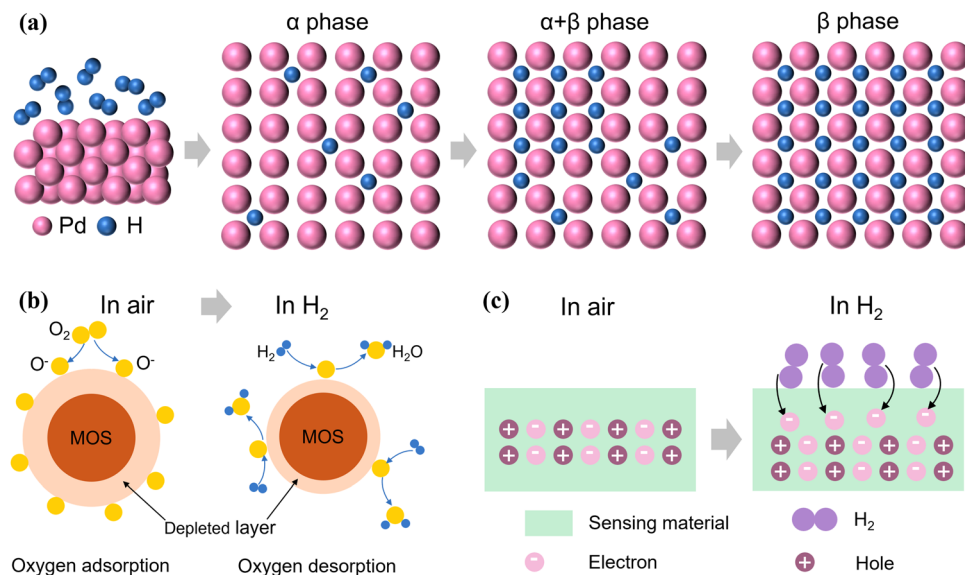 (a)
α phase
α+β phase
β phase
Pd
H
(b)
In air
In H₂
O₂
O⁻
O⁻
MOS
H₂
H₂O
MOS
Depleted layer
Oxygen adsorption
Oxygen desorption
(c)
In air
In H₂
Sensing material
H₂
Electron
Hole